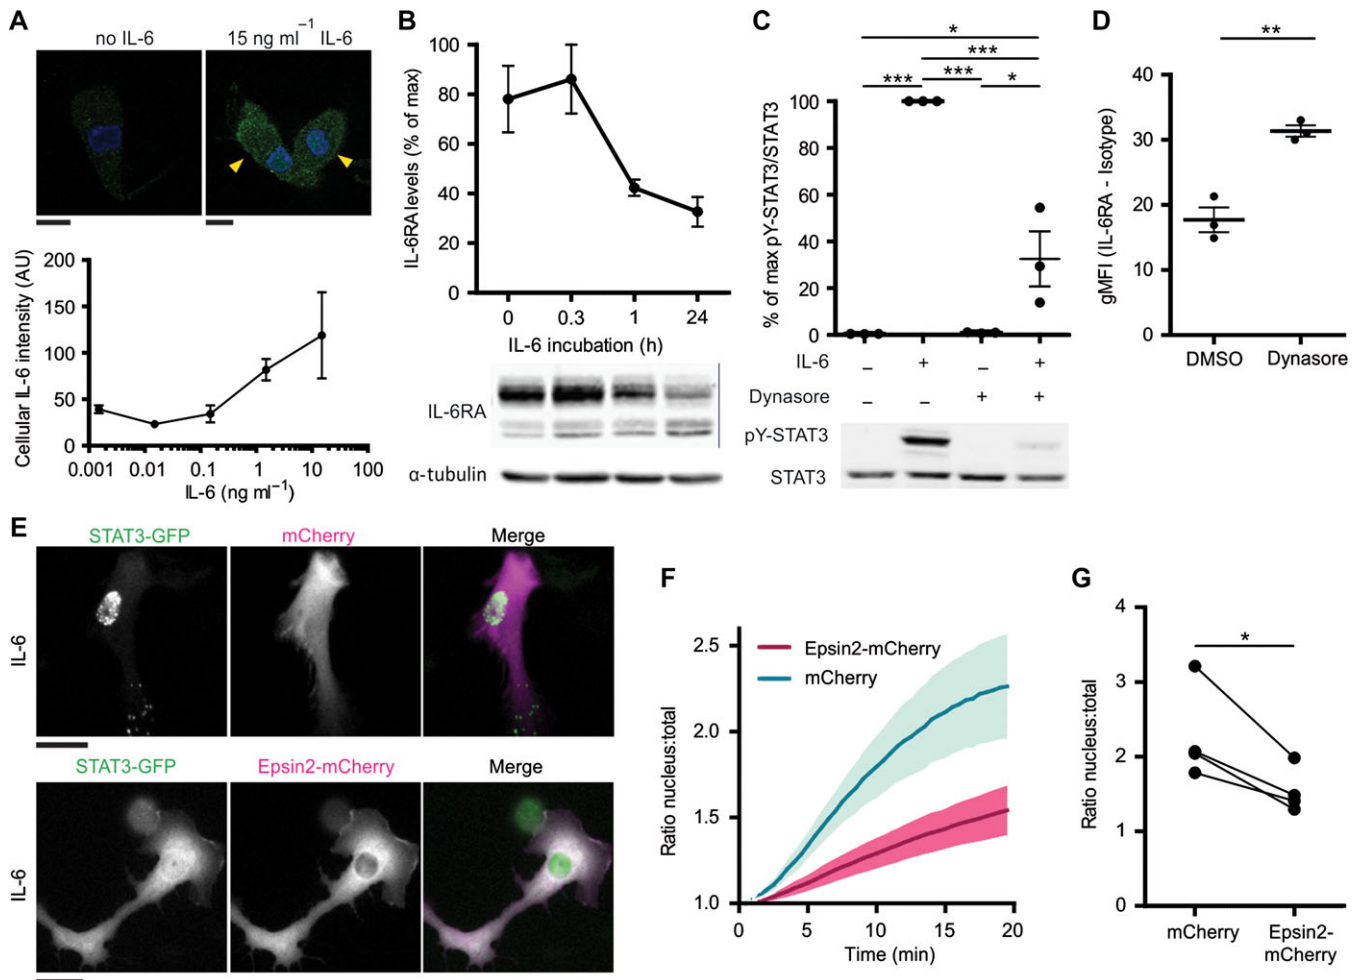 A
no IL-6
15 ng ml⁻¹ IL-6
200
150
100
50
0
Cellular IL-6 intensity (AU)
0.001 0.01 0.1 1 10 100
IL-6 (ng ml⁻¹)
B
100
80
60
40
20
0
IL-6RA levels (% of max)
0 0.3 1 24
IL-6 incubation (h)
IL-6RA
α-tubulin
C
*
***
*** *** *
100
80
60
40
20
0
% of max pY-STAT3/STAT3
IL-6 – + – +
Dynasore – – + +
pY-STAT3
STAT3
D
**
40
30
20
10
0
gMFI (IL-6RA - Isotype)
DMSO Dynasore
E
STAT3-GFP mCherry Merge
IL-6
STAT3-GFP Epsin2-mCherry Merge
IL-6
F
2.5
2.0
1.5
1.0
Ratio nucleus:total
Epsin2-mCherry
mCherry
0 5 10 15 20
Time (min)
G
*
4
3
2
1
0
Ratio nucleus:total
mCherry Epsin2-
mCherry